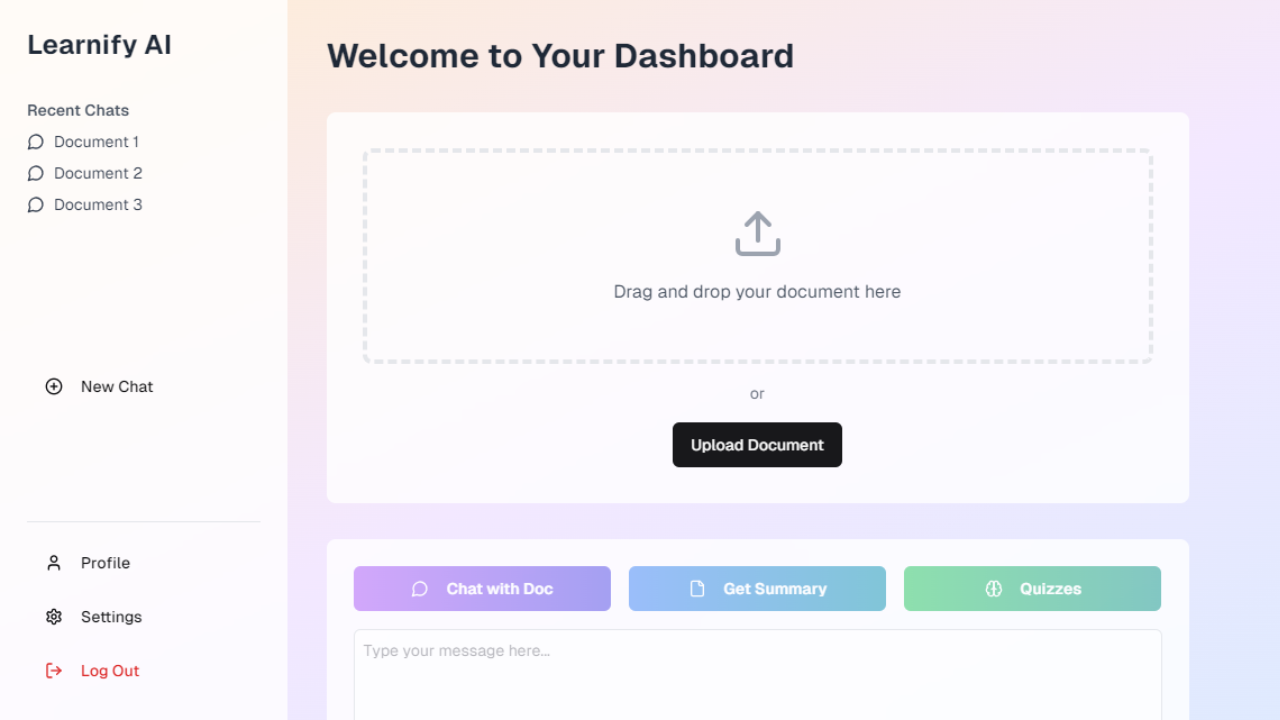 Learnify AI
Recent Chats
Document 1
Document 2
Document 3
New Chat
Profile
Settings
Log Out
Welcome to Your Dashboard
Drag and drop your document here
or
Upload Document
Chat with Doc
Get Summary
Quizzes
Type your message here...